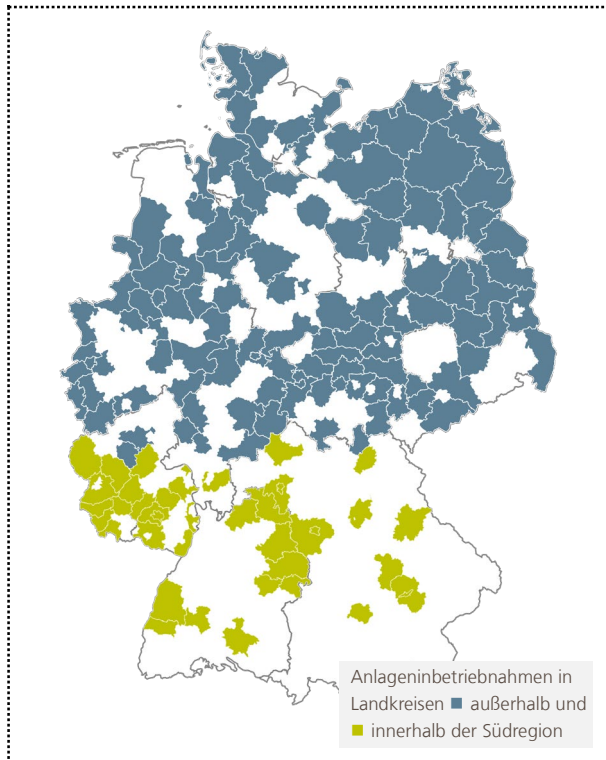 Anlageninbetriebnahmen in
Landkreisen ■ außerhalb und
■ innerhalb der Südregion